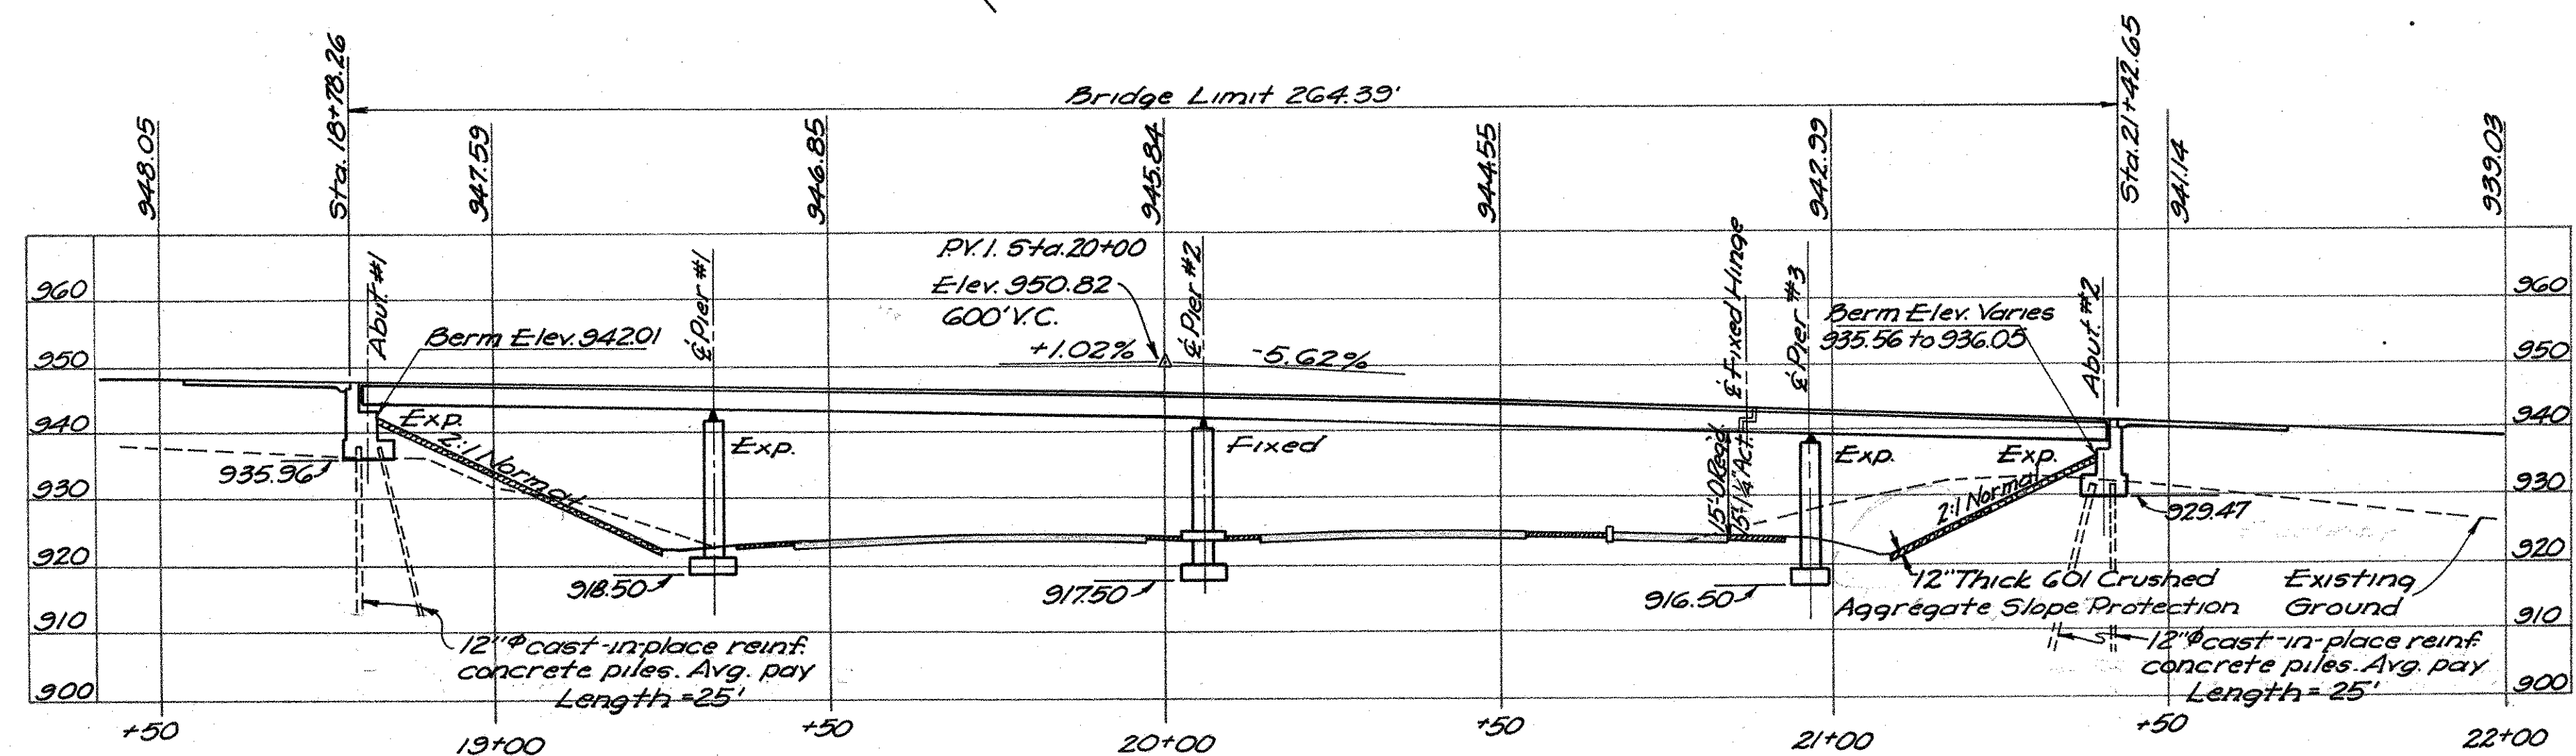 Bridge Limit 264.39'
948.05
Sta. 18+78.26
947.59
946.85
945.84
944.55
942.99
Sta. 21+42.65
941.14
939.03
P.V.I. Sta. 20+00
Elev. 950.82
600' V.C.
+1.02%
-5.62%
Abut #1
Berm Elev. 942.01
℄ Pier #1
℄ Pier #2
℄ Fixed Hinge
℄ Pier #3
Berm Elev. Varies
935.56 to 936.05
Abut. #2
960
950
940
930
920
910
900
960
950
940
930
920
910
900
Exp.
2:1 Normal
Exp.
Fixed
15'-0 Req'd.
15'-1¼" Act.
Exp.
Exp.
2:1 Normal
935.96
918.50
917.50
916.50
929.47
12" Thick 601 Crushed
Aggregate Slope Protection
Existing
Ground
12"Φ cast-in-place reinf.
concrete piles. Avg. pay
Length = 25'
12"Φ cast-in-place reinf.
concrete piles. Avg. pay
Length = 25'
+50
19+00
+50
20+00
+50
21+00
+50
22+00